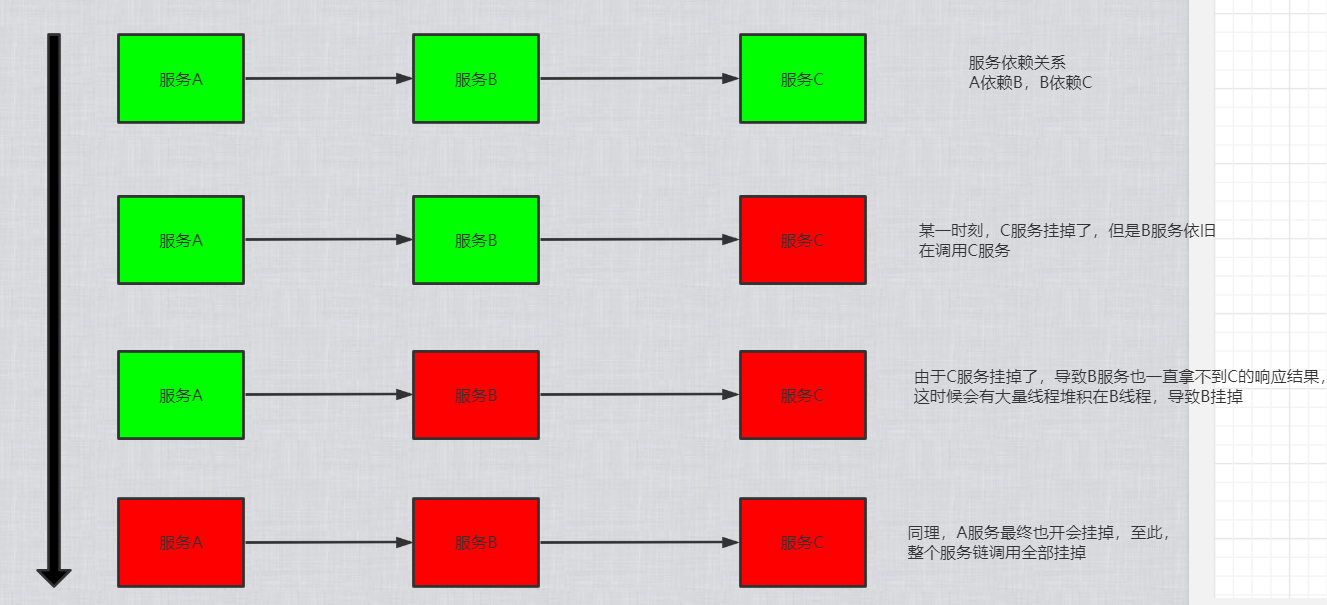 服务A
服务B
服务C
服务依赖关系
A依赖B，B依赖C
服务A
服务B
服务C
某一时刻，C服务挂掉了，但是B服务依旧
在调用C服务
服务A
服务B
服务C
由于C服务挂掉了，导致B服务也一直拿不到C的响应结果，
这时候会有大量线程堆积在B线程，导致B挂掉
服务A
服务B
服务C
同理，A服务最终也开会挂掉，至此，
整个服务链调用全部挂掉